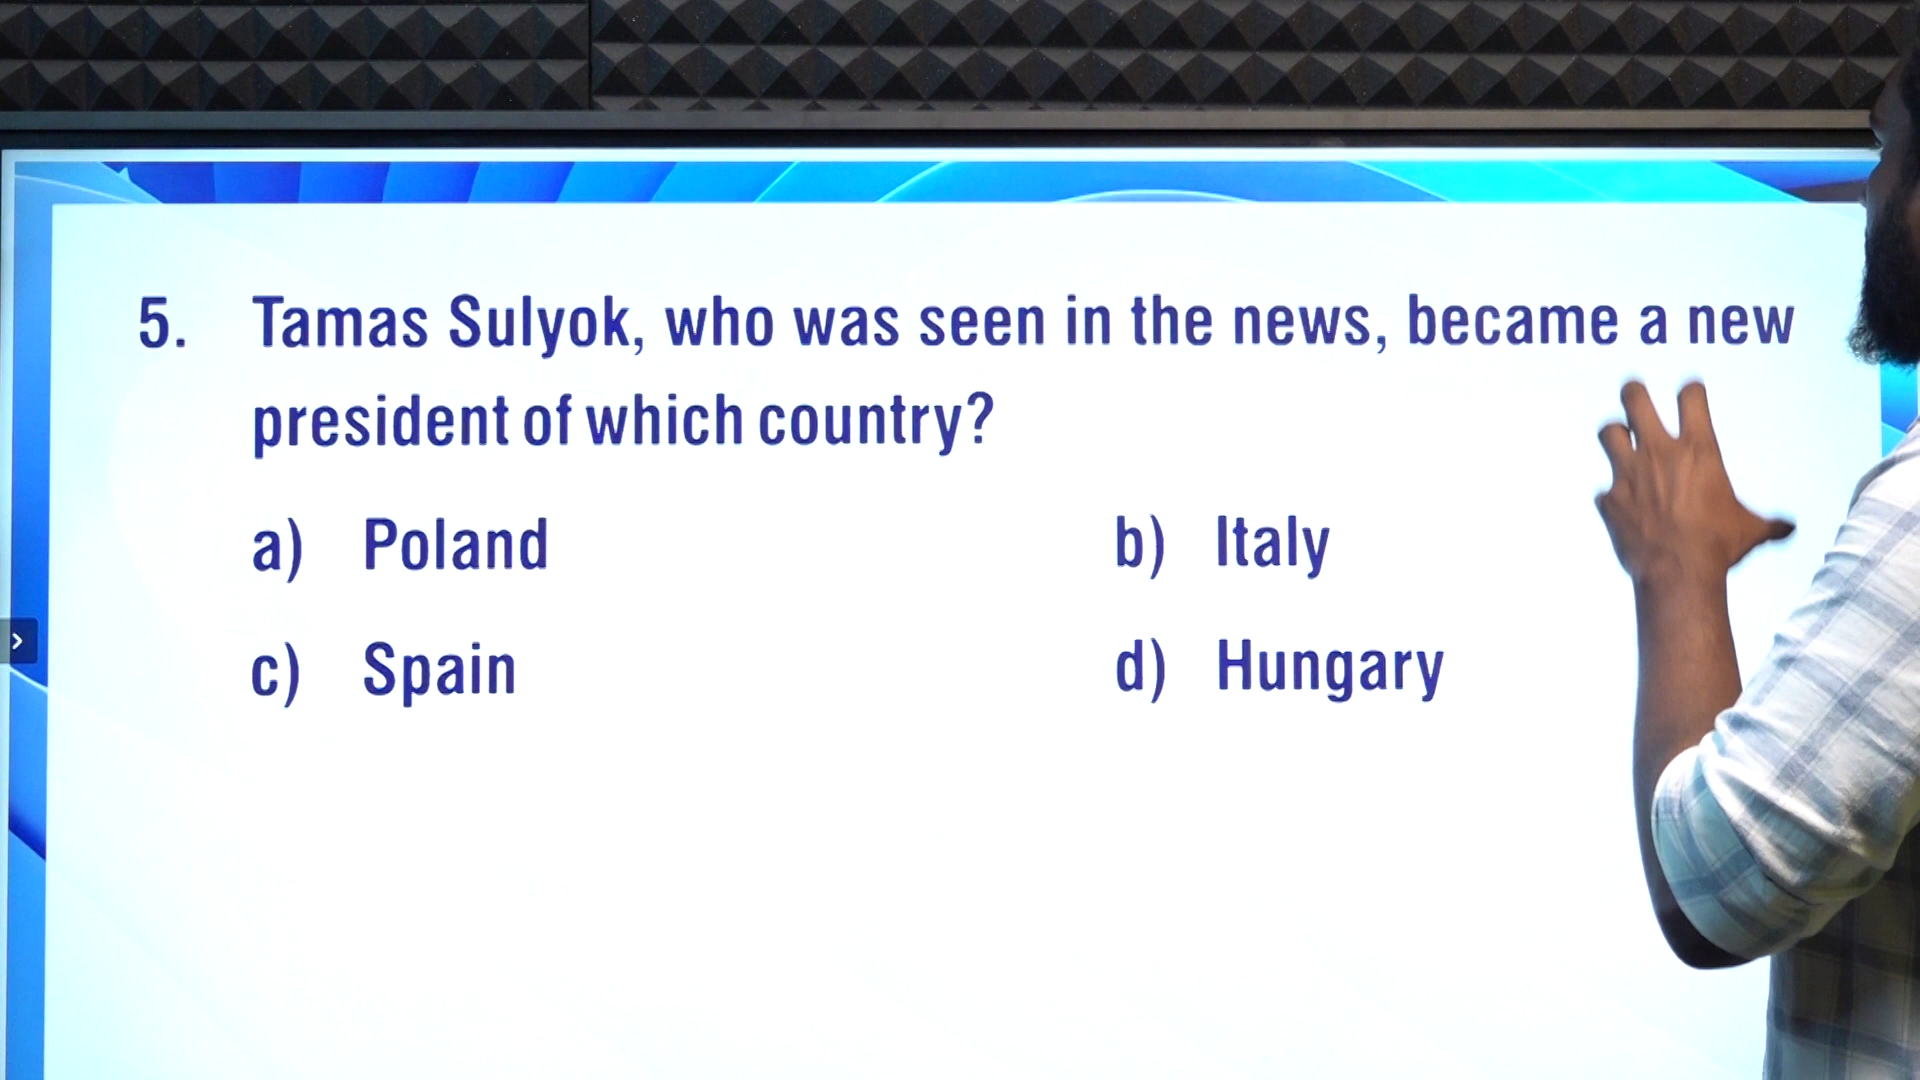 5. Tamas Sulyok, who was seen in the news, became a new
president of which country?
a) Poland b) Italy
c) Spain d) Hungary